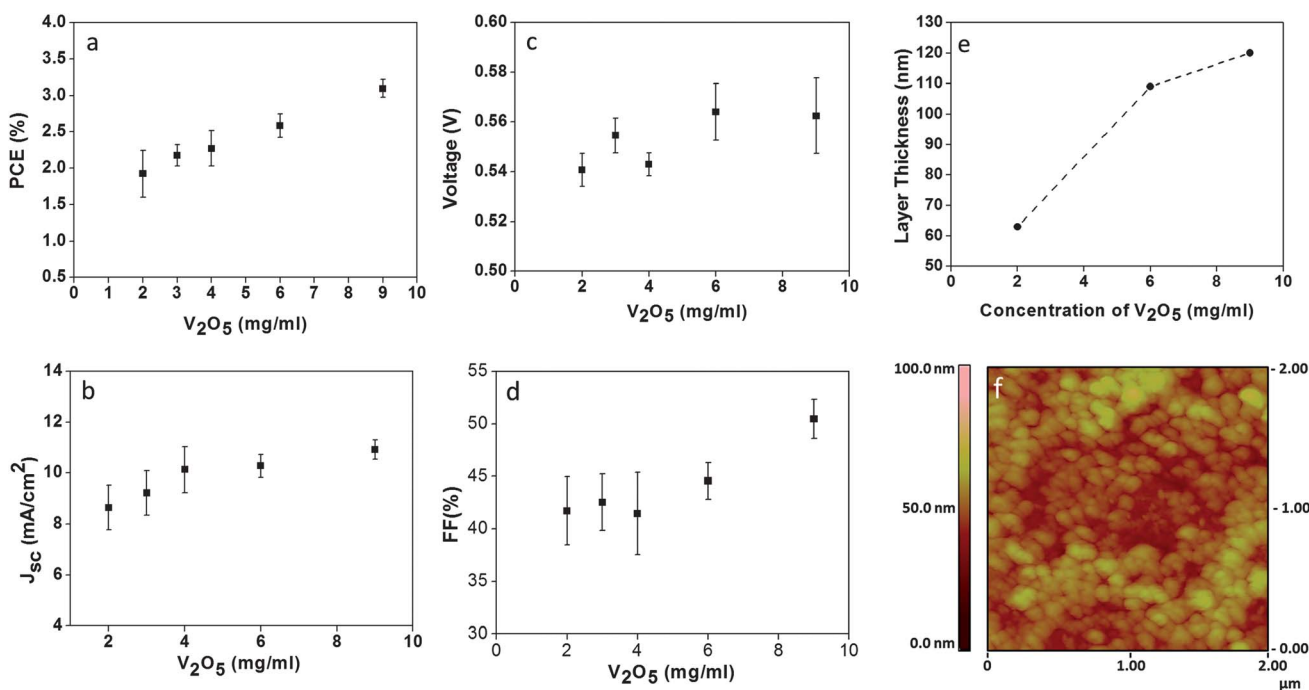 a
PCE (%)
4.0
3.5
3.0
2.5
2.0
1.5
1.0
0.5
0 1 2 3 4 5 6 7 8 9 10
V2O5 (mg/ml)
c
Voltage (V)
0.60
0.58
0.56
0.54
0.52
0.50
0 2 4 6 8 10
V2O5 (mg/ml)
e
Layer Thickness (nm)
130
120
110
100
90
80
70
60
50
0 2 4 6 8 10
Concentration of V2O5 (mg/ml)
b
JSC (mA/cm2)
14
12
10
8
6
4
2 4 6 8 10
V2O5 (mg/ml)
d
FF(%)
55
50
45
40
35
30
0 2 4 6 8 10
V2O5 (mg/ml)
f
100.0 nm
50.0 nm
0.0 nm
- 2.00
- 1.00
- 0.00
0 1.00 2.00
μm